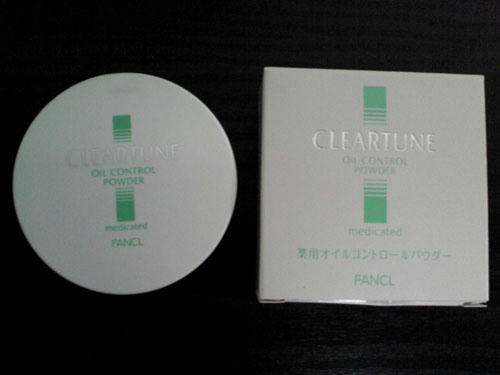 CLEARTUNE
OIL CONTROL
POWDER
medicated
FANCL
CLEARTUNE
OIL CONTROL
POWDER
medicated
薬用オイルコントロールパウダー
FANCL